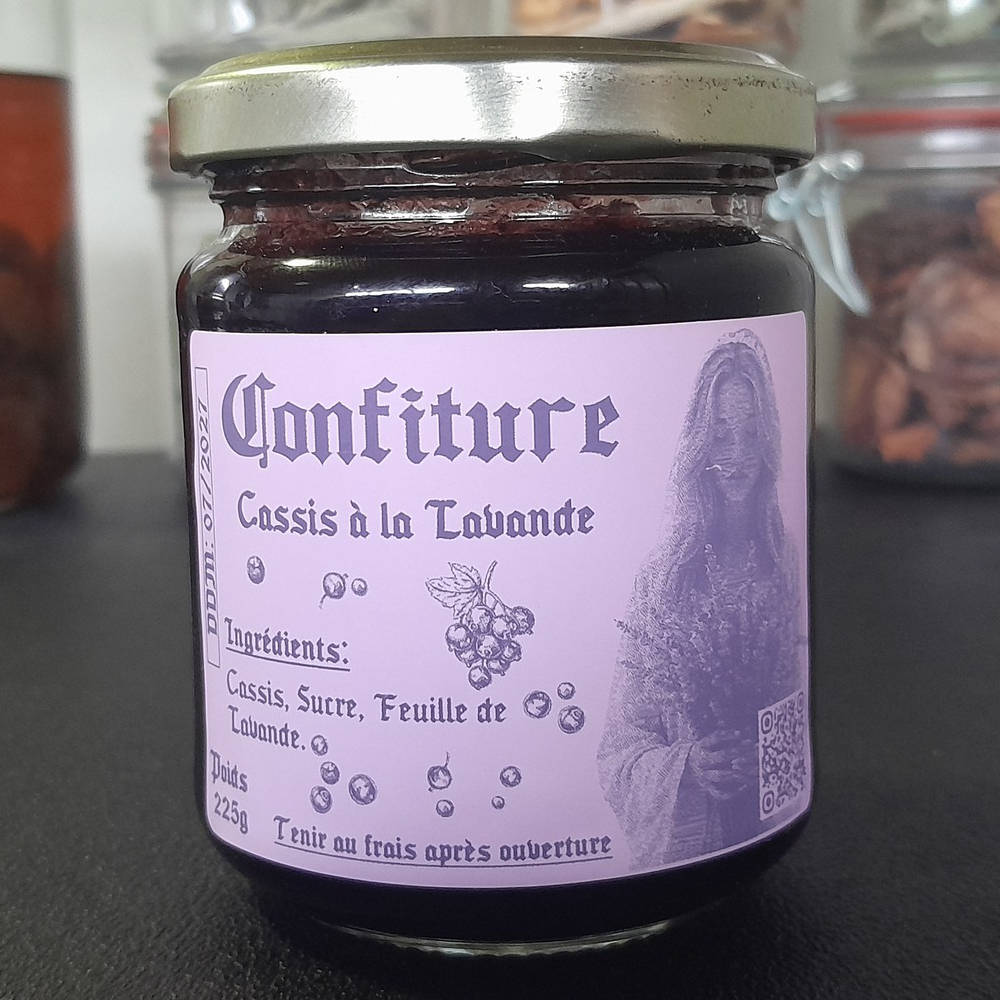 Confiture
Cassis à la Lavande
DDM: 07/2027
Ingrédients:
Cassis, Sucre, Feuille de
Lavande.
Poids
225g
Tenir au frais après ouverture